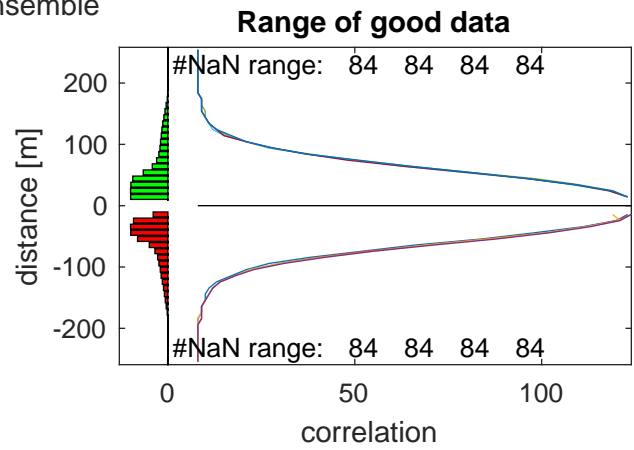 nsemble
Range of good data
#NaN range: 84 84 84 84
200
100
0
-100
-200
distance [m]
#NaN range: 84 84 84 84
0 50 100
correlation